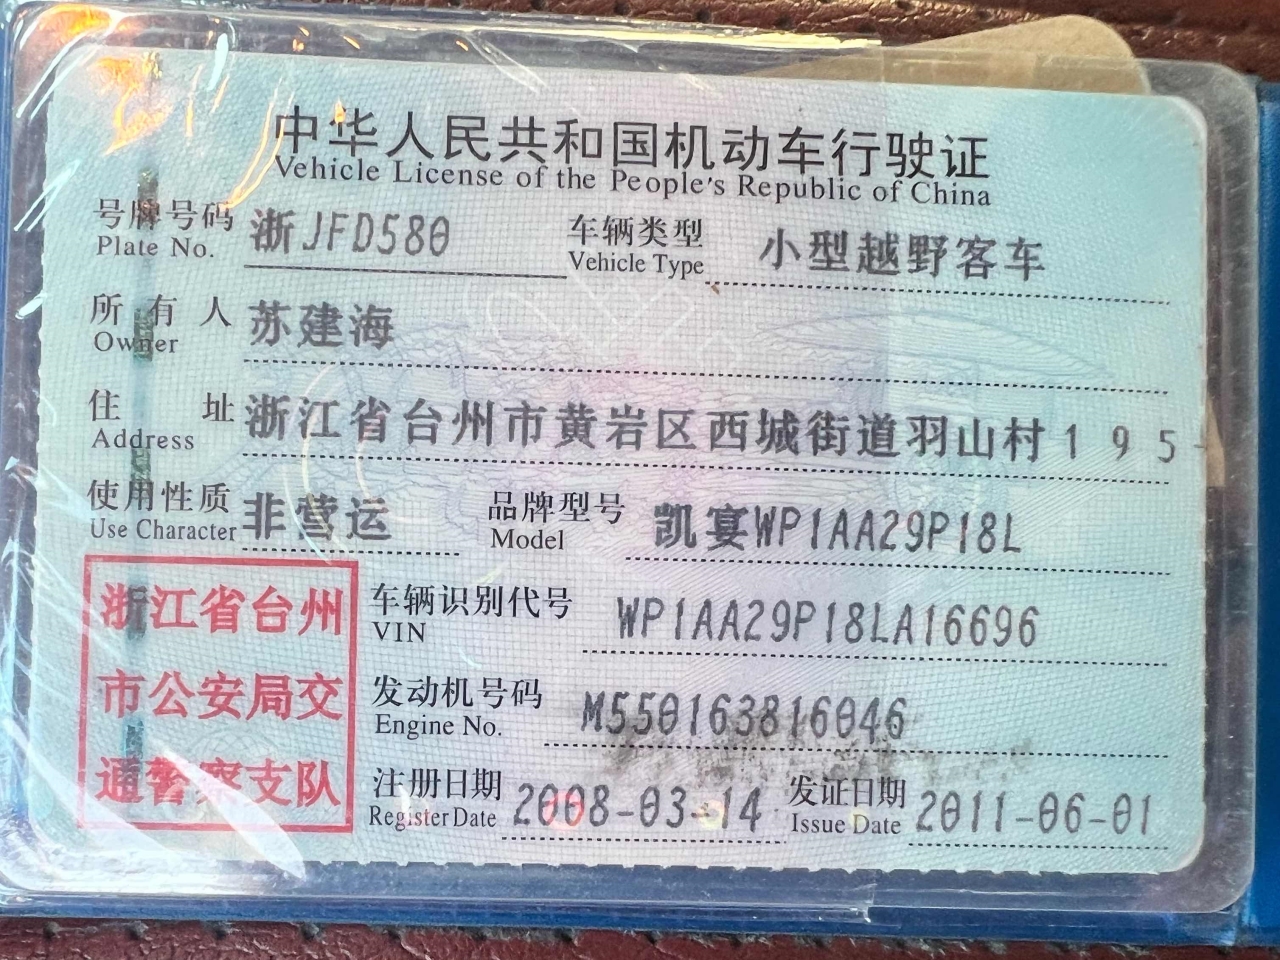 中华人民共和国机动车行驶证
Vehicle License of the People's Republic of China
号牌号码 浙JFD580 车辆类型 小型越野客车
Plate No. Vehicle Type
所有人 苏建海
Owner
住址 浙江省台州市黄岩区西城街道羽山村195-
Address
使用性质 非营运 品牌型号 凯宴WP1AA29P18L
Use Character Model
浙江省台州
市公安局交
通警察支队
车辆识别代号 WP1AA29P18LA16696
VIN
发动机号码 M550163816046
Engine No.
注册日期 2008-03-14 发证日期 2011-06-01
Register Date Issue Date